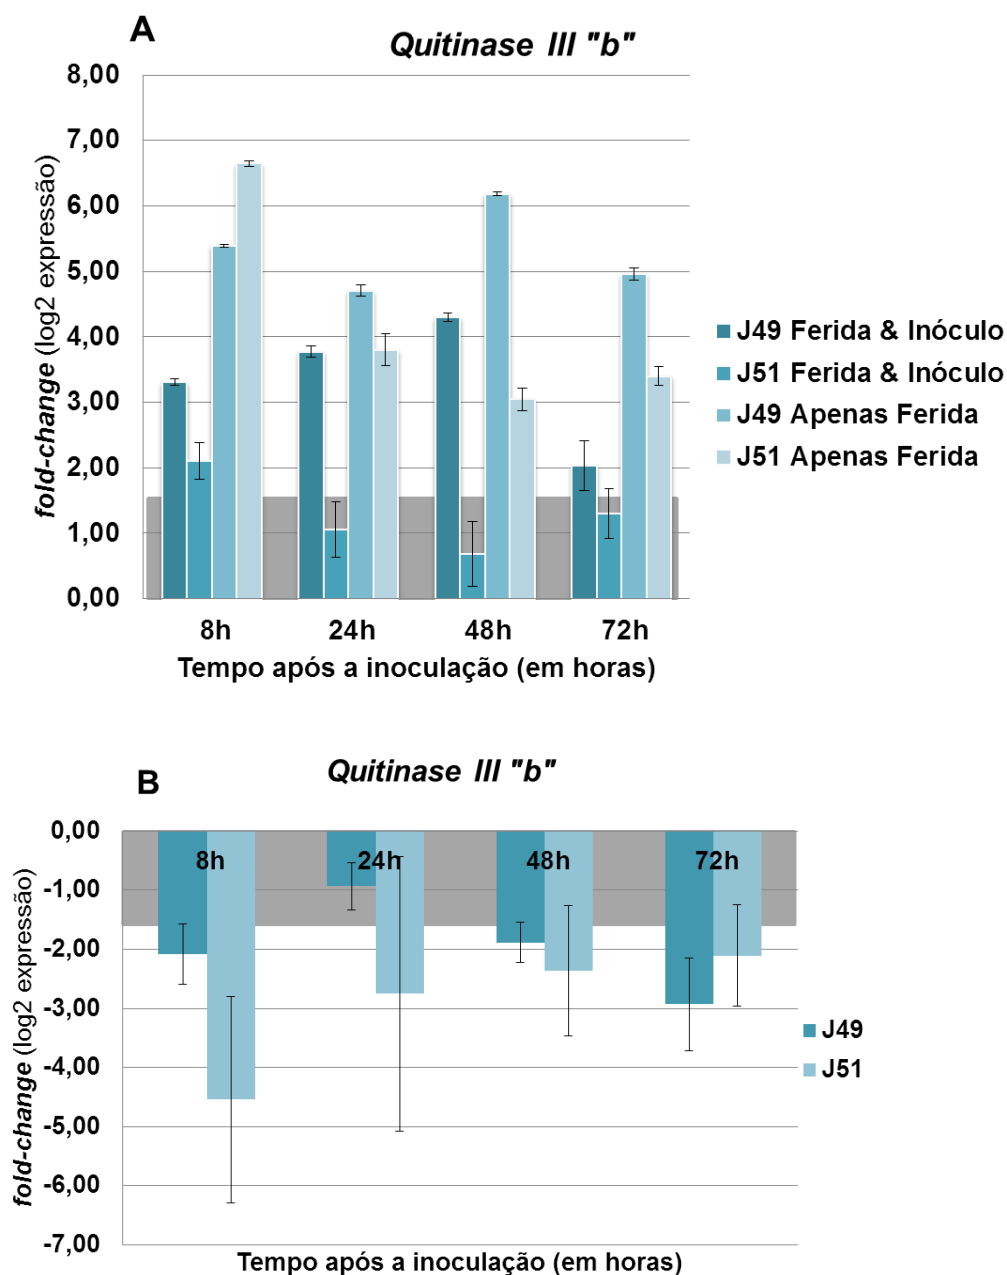 A
Quitinase III "b"
fold-change (log2 expressão)
8,00
7,00
6,00
5,00
4,00
3,00
2,00
1,00
0,00
8h
24h
48h
72h
Tempo após a inoculação (em horas)
J49 Ferida & Inóculo
J51 Ferida & Inóculo
J49 Apenas Ferida
J51 Apenas Ferida
B
Quitinase III "b"
fold-change (log2 expressão)
0,00
-1,00
-2,00
-3,00
-4,00
-5,00
-6,00
-7,00
8h
24h
48h
72h
J49
J51
Tempo após a inoculação (em horas)